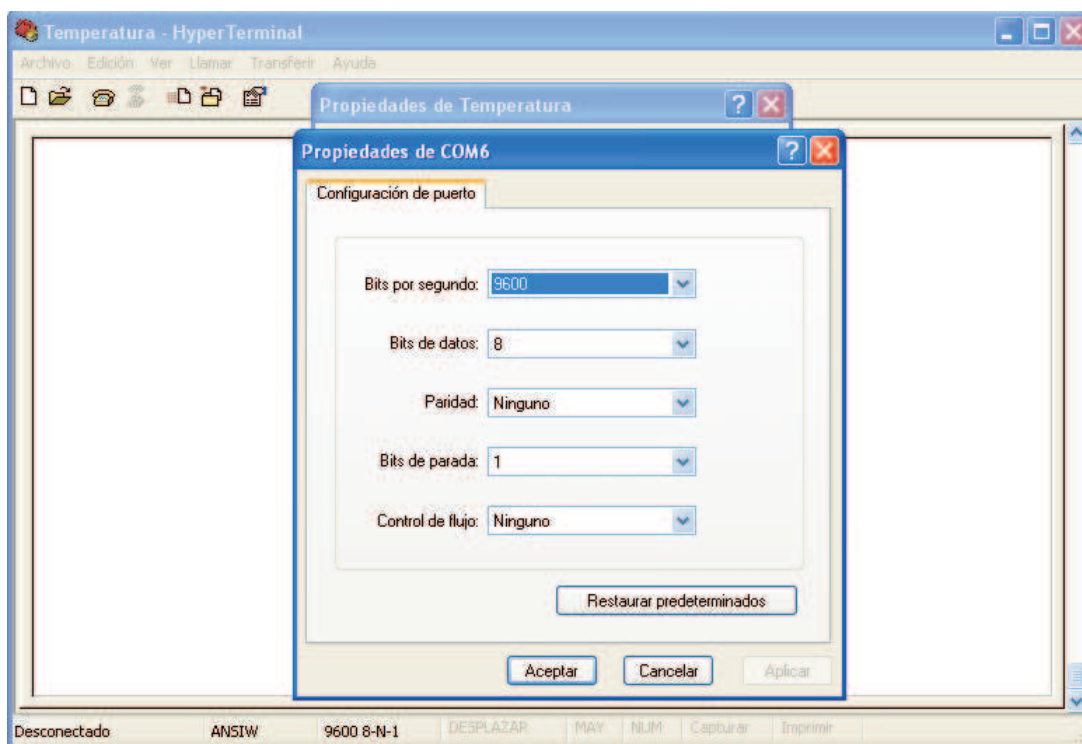 Temperatura - HyperTerminal
Archivo Edición Ver Llamar Transferir Ayuda
Propiedades de Temperatura
Propiedades de COM6
Configuración de puerto
Bits por segundo: 9600
Bits de datos: 8
Paridad: Ninguno
Bits de parada: 1
Control de flujo: Ninguno
Restaurar predeterminados
Aceptar Cancelar Aplicar
Desconectado ANSIW 9600 8-N-1 DESPLAZAR MAY NUM Capturar Imprimir